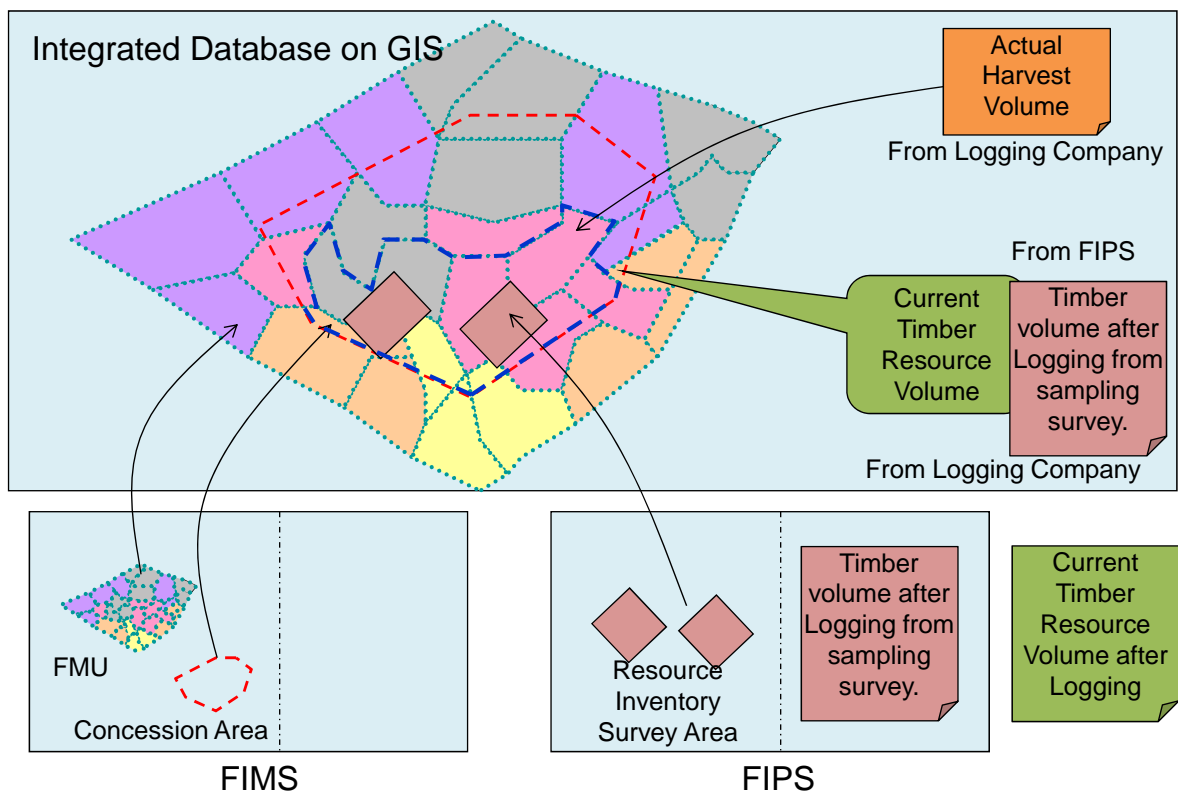 Integrated Database on GIS
Actual
Harvest
Volume
From Logging Company
From FIPS
Current
Timber
Resource
Volume
Timber
volume after
Logging from
sampling
survey.
From Logging Company
FMU
Concession Area
FIMS
Resource
Inventory
Survey Area
Timber
volume after
Logging from
sampling
survey.
FIPS
Current
Timber
Resource
Volume after
Logging